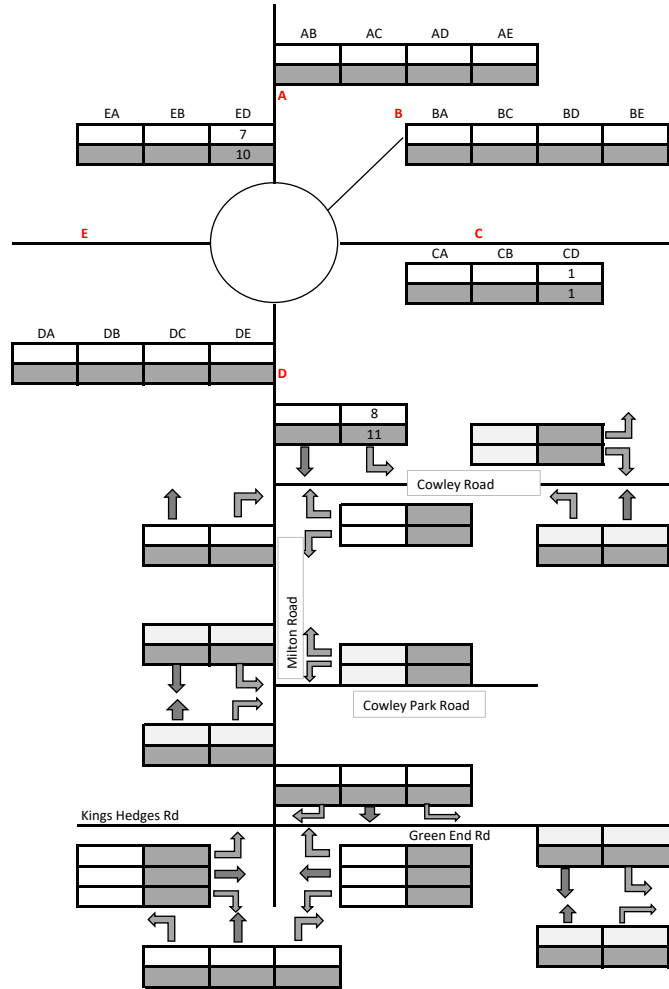 AB AC AD AE
A
EA EB ED
B
BA BC BD BE
7
10
E
C
CA CB CD
1
1
DA DB DC DE
D
8
11
Cowley Road
Milton Road
Cowley Park Road
Kings Hedges Rd
Green End Rd